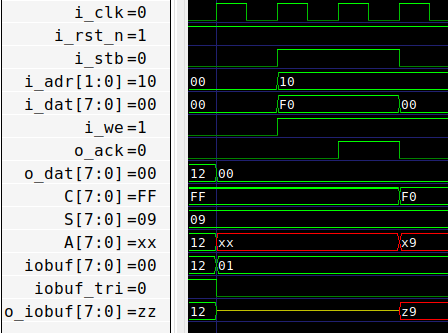 i_clk=0
i_rst_n=1
i_stb=0
i_adr[1:0]=10 00 10
i_dat[7:0]=00 00 F0 00
i_we=1
o_ack=0
o_dat[7:0]=00 12 00
C[7:0]=FF FF F0
S[7:0]=09 09
A[7:0]=xx 12 xx x9
iobuf[7:0]=00 12 01
iobuf_tri=0
o_iobuf[7:0]=zz 12 z9